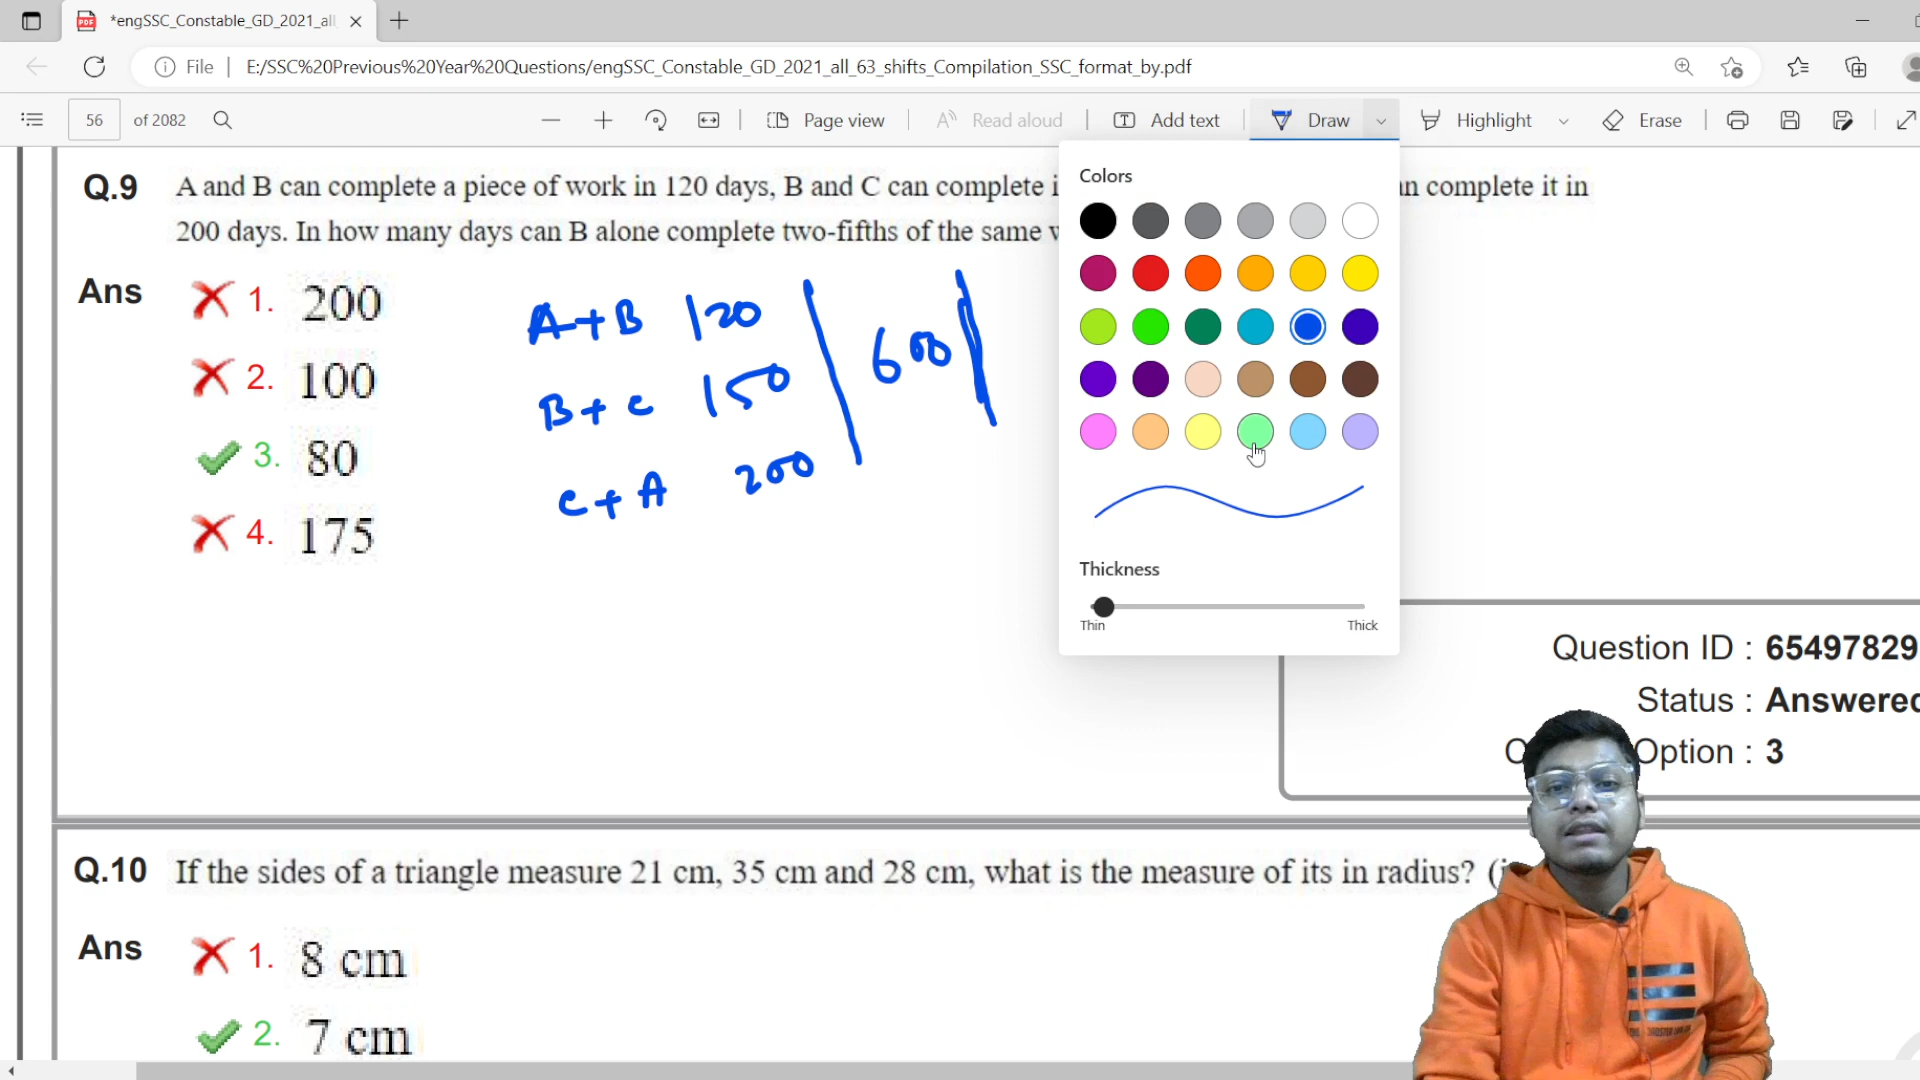 *engSSC_Constable_GD_2021_all
File E:/SSC%20Previous%20Year%20Questions/engSSC_Constable_GD_2021_all_63_shifts_Compilation_SSC_format_by.pdf
56 of 2082 Page view Read aloud Add text Draw Highlight Erase
Colors
Thickness
Thin Thick
Q.9 A and B can complete a piece of work in 120 days, B and C can complete complete it in
200 days. In how many days can B alone complete two-fifths of the same
Ans 1. 200
2. 100
3. 80
4. 175
A+B 120
B+C 150 600
C+A 200
Question ID : 65497829
Status : Answered
Option : 3
Q.10 If the sides of a triangle measure 21 cm, 35 cm and 28 cm, what is the measure of its in radius?
Ans 1. 8 cm
2. 7 cm